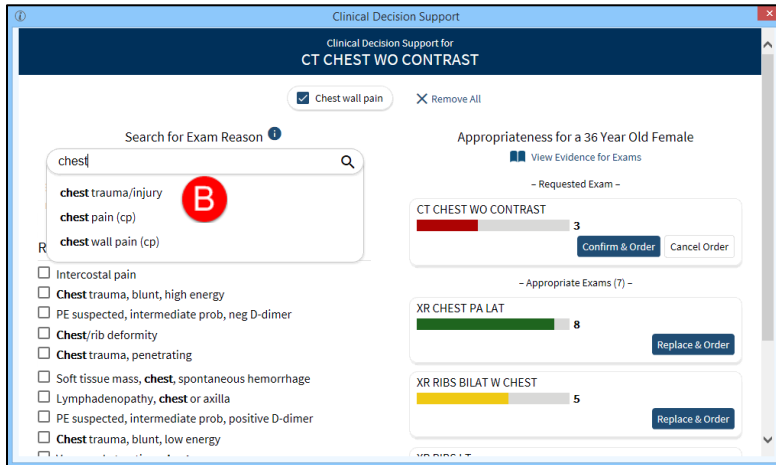 Clinical Decision Support
Clinical Decision Support for
CT CHEST WO CONTRAST
Chest wall pain
Remove All
Search for Exam Reason
chest
chest trauma/injury
chest pain (cp)
chest wall pain (cp)
B
R
Intercostal pain
Chest trauma, blunt, high energy
PE suspected, intermediate prob, neg D-dimer
Chest/rib deformity
Chest trauma, penetrating
Soft tissue mass, chest, spontaneous hemorrhage
Lymphadenopathy, chest or axilla
PE suspected, intermediate prob, positive D-dimer
Chest trauma, blunt, low energy
Appropriateness for a 36 Year Old Female
View Evidence for Exams
– Requested Exam –
CT CHEST WO CONTRAST
3
Confirm & Order Cancel Order
– Appropriate Exams (7) –
XR CHEST PA LAT
8
Replace & Order
XR RIBS BILAT W CHEST
5
Replace & Order
XR RIBS LT